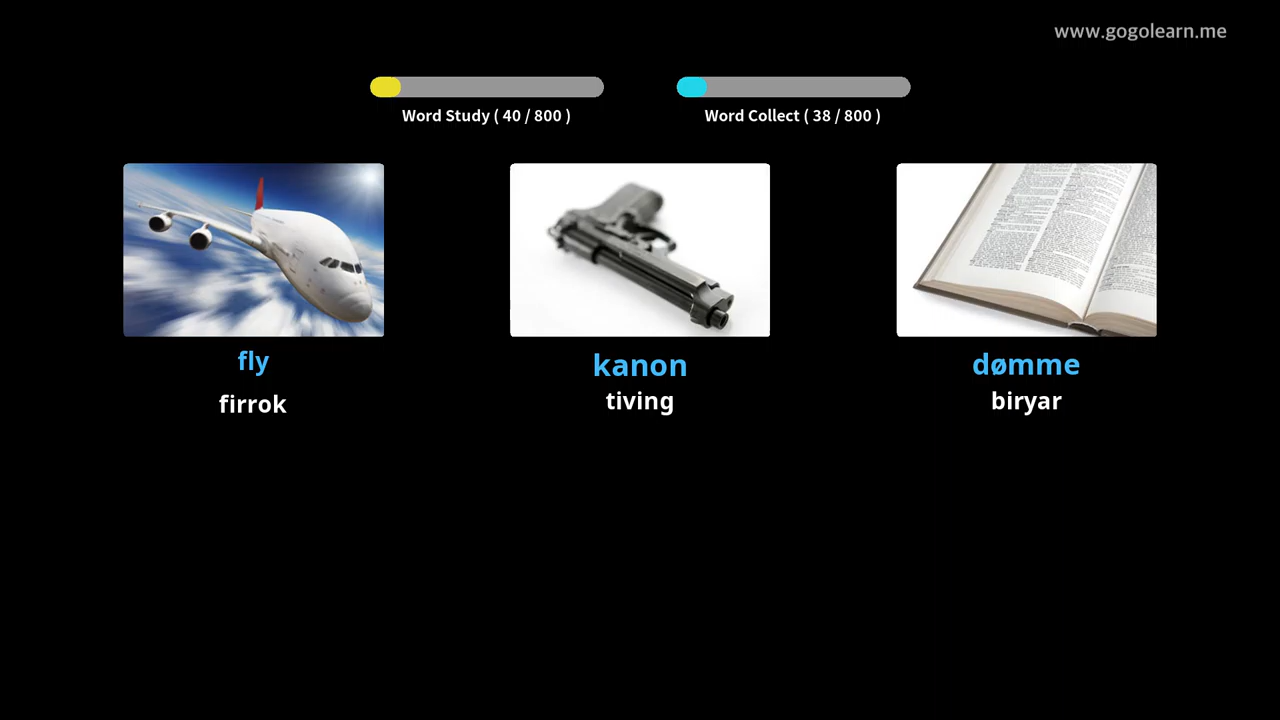 www.gogolearn.me
Word Study ( 40 / 800 )
Word Collect ( 38 / 800 )
fly
kanon
dømme
firrok
tiving
biryar